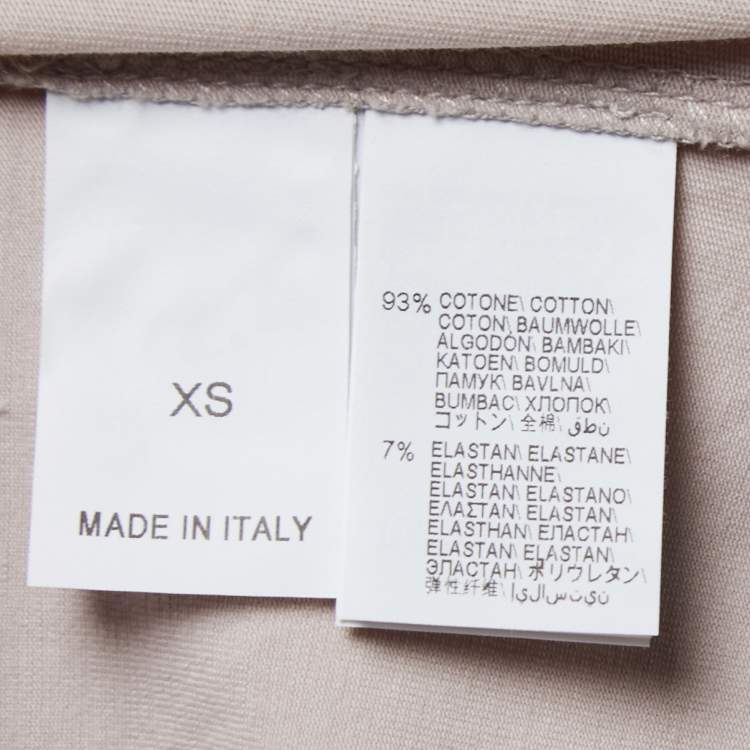 XS
MADE IN ITALY
93% COTONE\ COTTON\
COTON\ BAUMWOLLE\
ALGODÓN\ BAMBAKI\
KATOEN\ BOMULD\
ПАМУК\ BAVLNA\
BUMBAC\ ХЛОПОК\
コットン\ 全棉\ قطن
7% ELASTAN\ ELASTANE\
ELASTHANNE\
ELASTAN\ ELASTANO\
ΕΛΑΣΤΑΝ\ ELASTAN\
ELASTHAN\ ЕЛАСТАН\
ELASTAN\ ELASTAN\
ЭЛАСТАН\ ポリウレタン\
弹性纤维\ إيلاستين